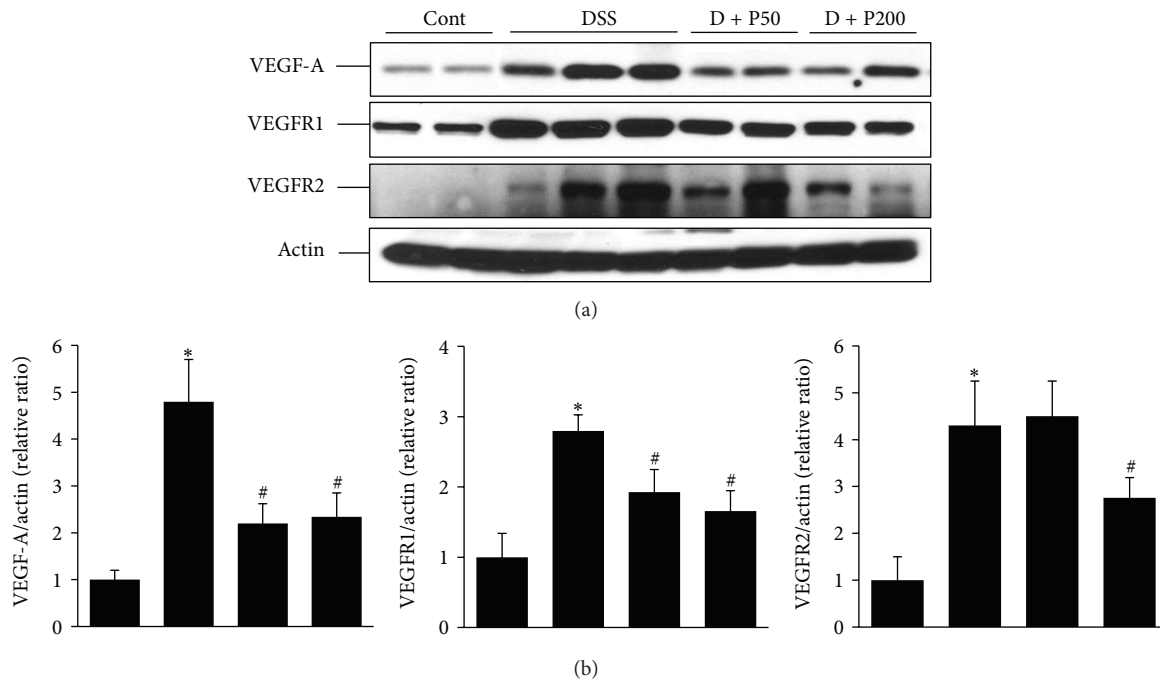 Cont DSS D + P50 D + P200
VEGF-A
VEGFR1
VEGFR2
Actin
(a)
VEGF-A/actin (relative ratio)
6
5
4
3
2
1
0
*
#
#
VEGFR1/actin (relative ratio)
4
3
2
1
0
*
#
#
VEGFR2/actin (relative ratio)
6
5
4
3
2
1
0
*
#
(b)